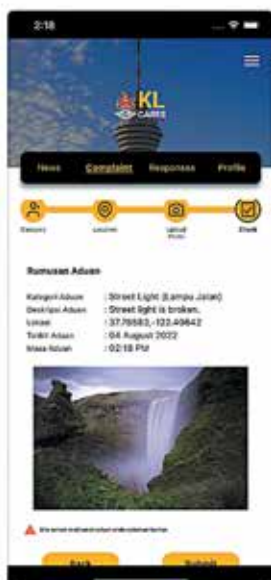 2:18
KL
CARES
News Complaint Responses Profile
Location Upload Photo Check
Rumusan Aduan
Kategori Aduan : Street Light (Lampu Jalan)
Deskripsi Aduan : Street light is broken.
Lokasi : 37.78583,-122.40642
Tarikh Aduan : 04 August 2022
Masa Aduan : 02:18 PM
Back Submit